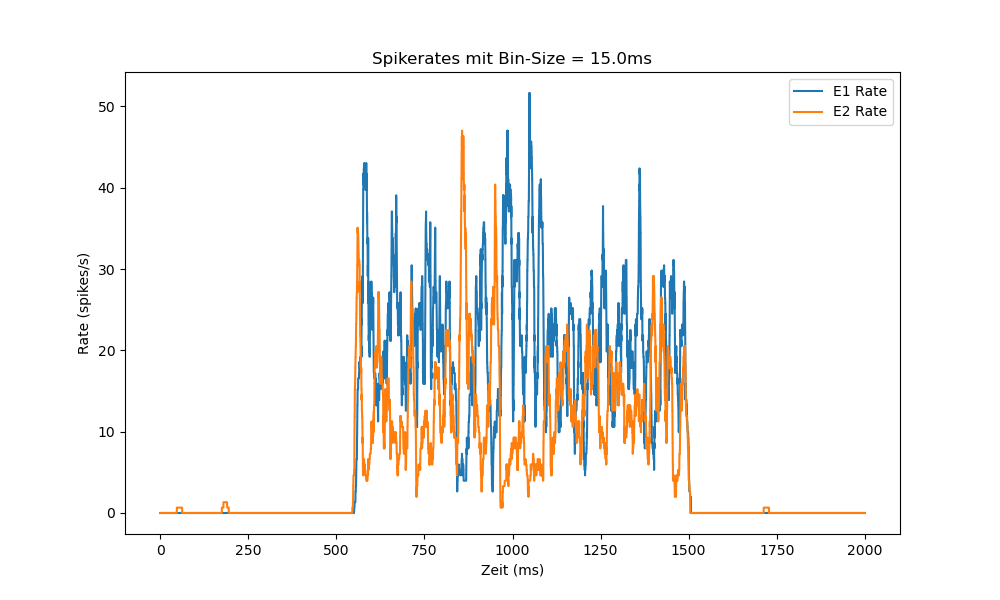 Spikerates mit Bin-Size = 15.0ms
E1 Rate
E2 Rate
Rate (spikes/s)
50
40
30
20
10
0
0 250 500 750 1000 1250 1500 1750 2000
Zeit (ms)